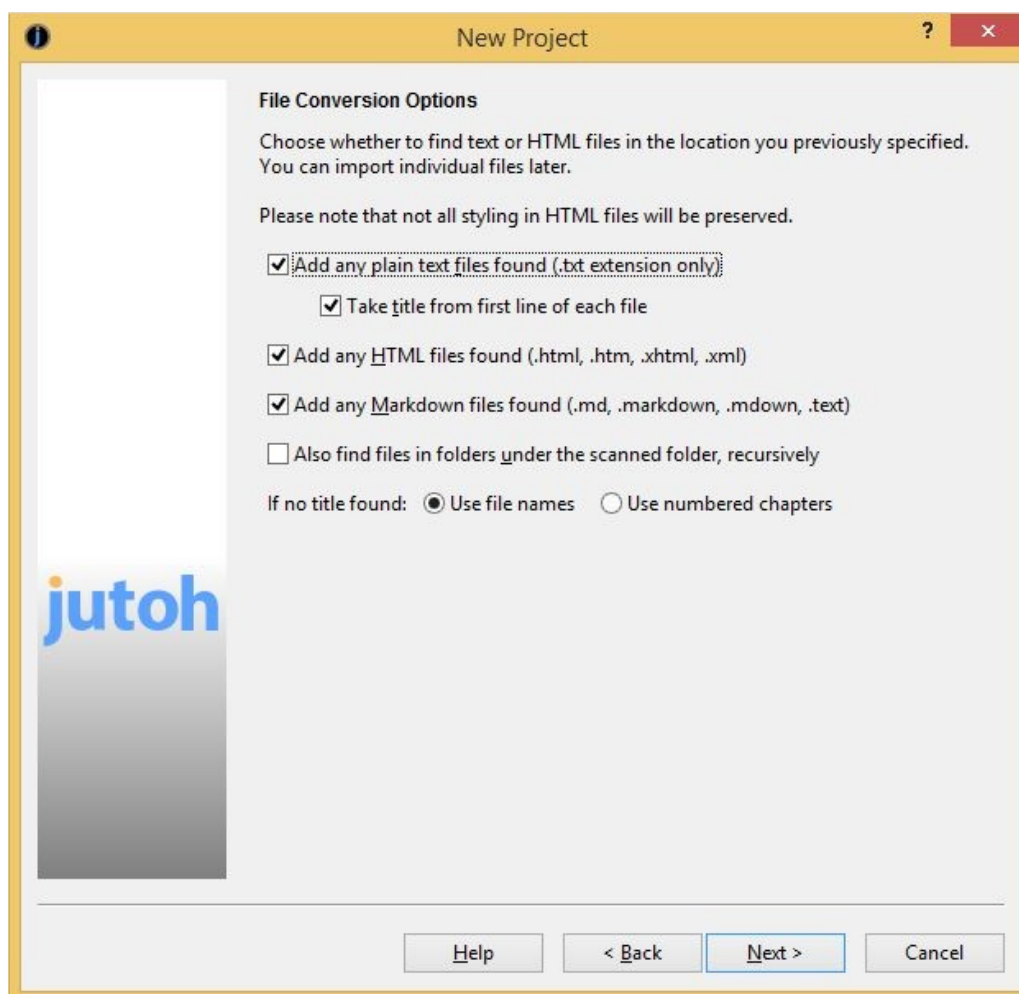 New Project
?
File Conversion Options
Choose whether to find text or HTML files in the location you previously specified.
You can import individual files later.
Please note that not all styling in HTML files will be preserved.
Add any plain text files found (.txt extension only)
Take title from first line of each file
Add any HTML files found (.html, .htm, .xhtml, .xml)
Add any Markdown files found (.md, .markdown, .mdown, .text)
Also find files in folders under the scanned folder, recursively
If no title found: Use file names Use numbered chapters
jutoh
Help < Back Next > Cancel